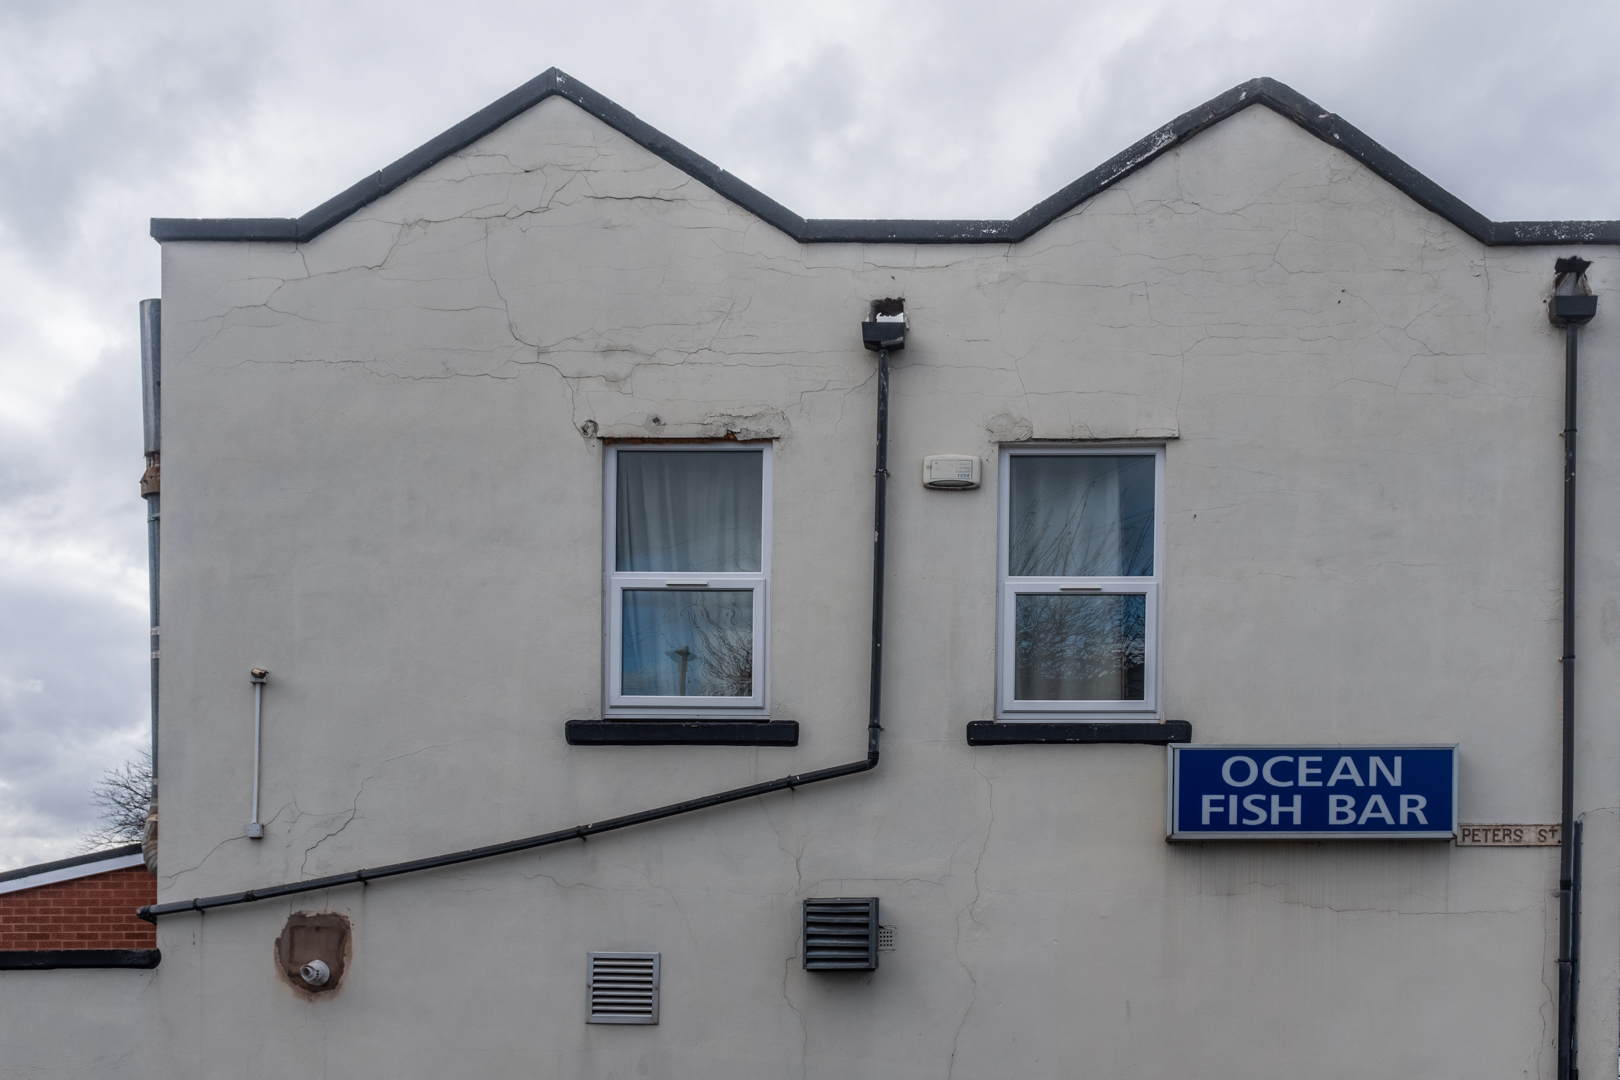 OCEAN
FISH BAR
PETERS ST.